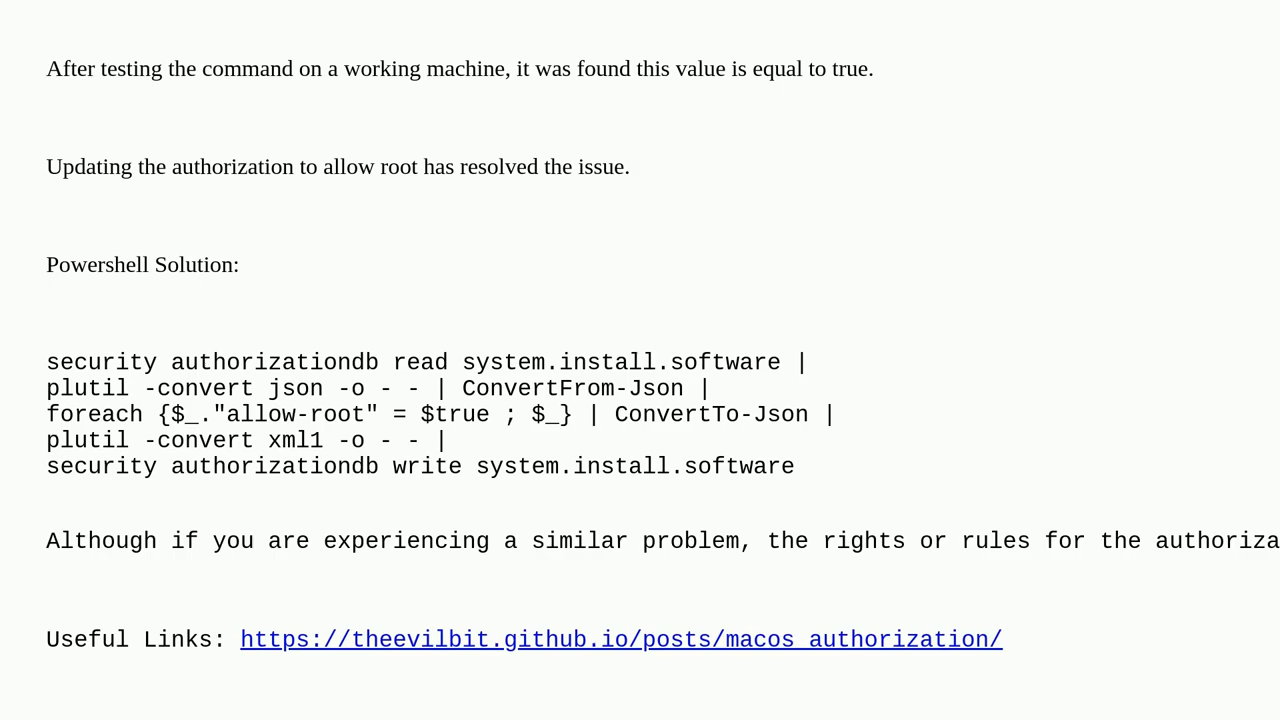 After testing the command on a working machine, it was found this value is equal to true.
Updating the authorization to allow root has resolved the issue.
Powershell Solution:
security authorizationdb read system.install.software |
plutil -convert json -o - - | ConvertFrom-Json |
foreach {$_."allow-root" = $true ; $_} | ConvertTo-Json |
plutil -convert xml1 -o - - |
security authorizationdb write system.install.software
Although if you are experiencing a similar problem, the rights or rules for the
Useful Links: https://theevilbit.github.io/posts/macos_authorization/